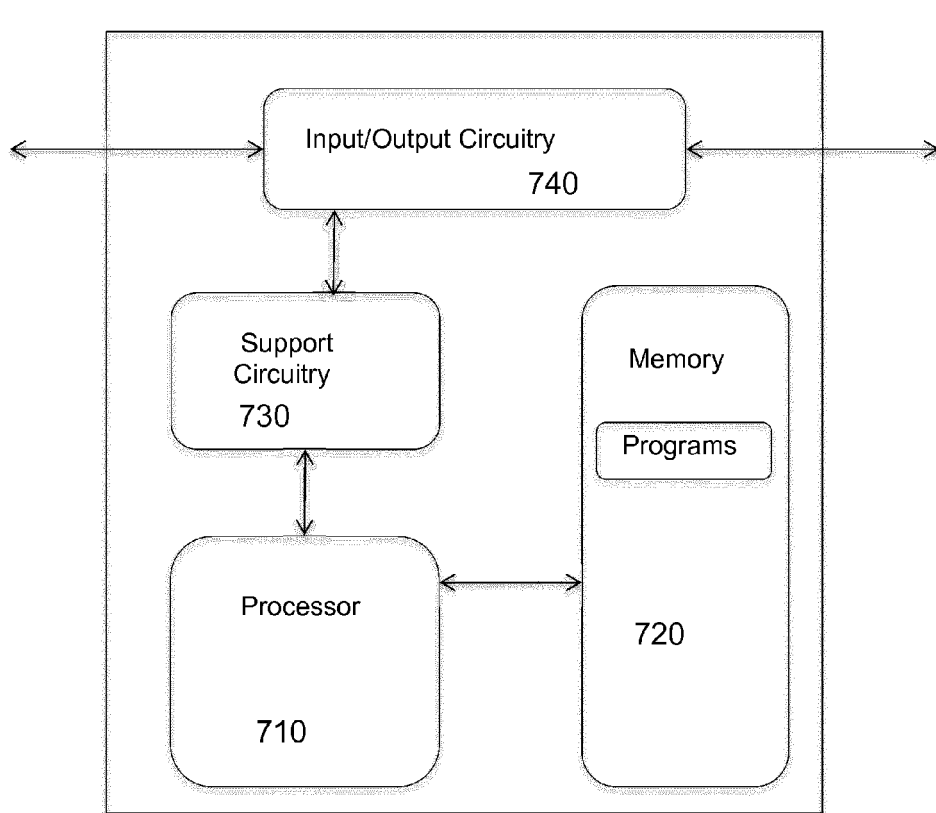 Input/Output Circuitry
740
Support
Circuitry
730
Memory
Programs
720
Processor
710